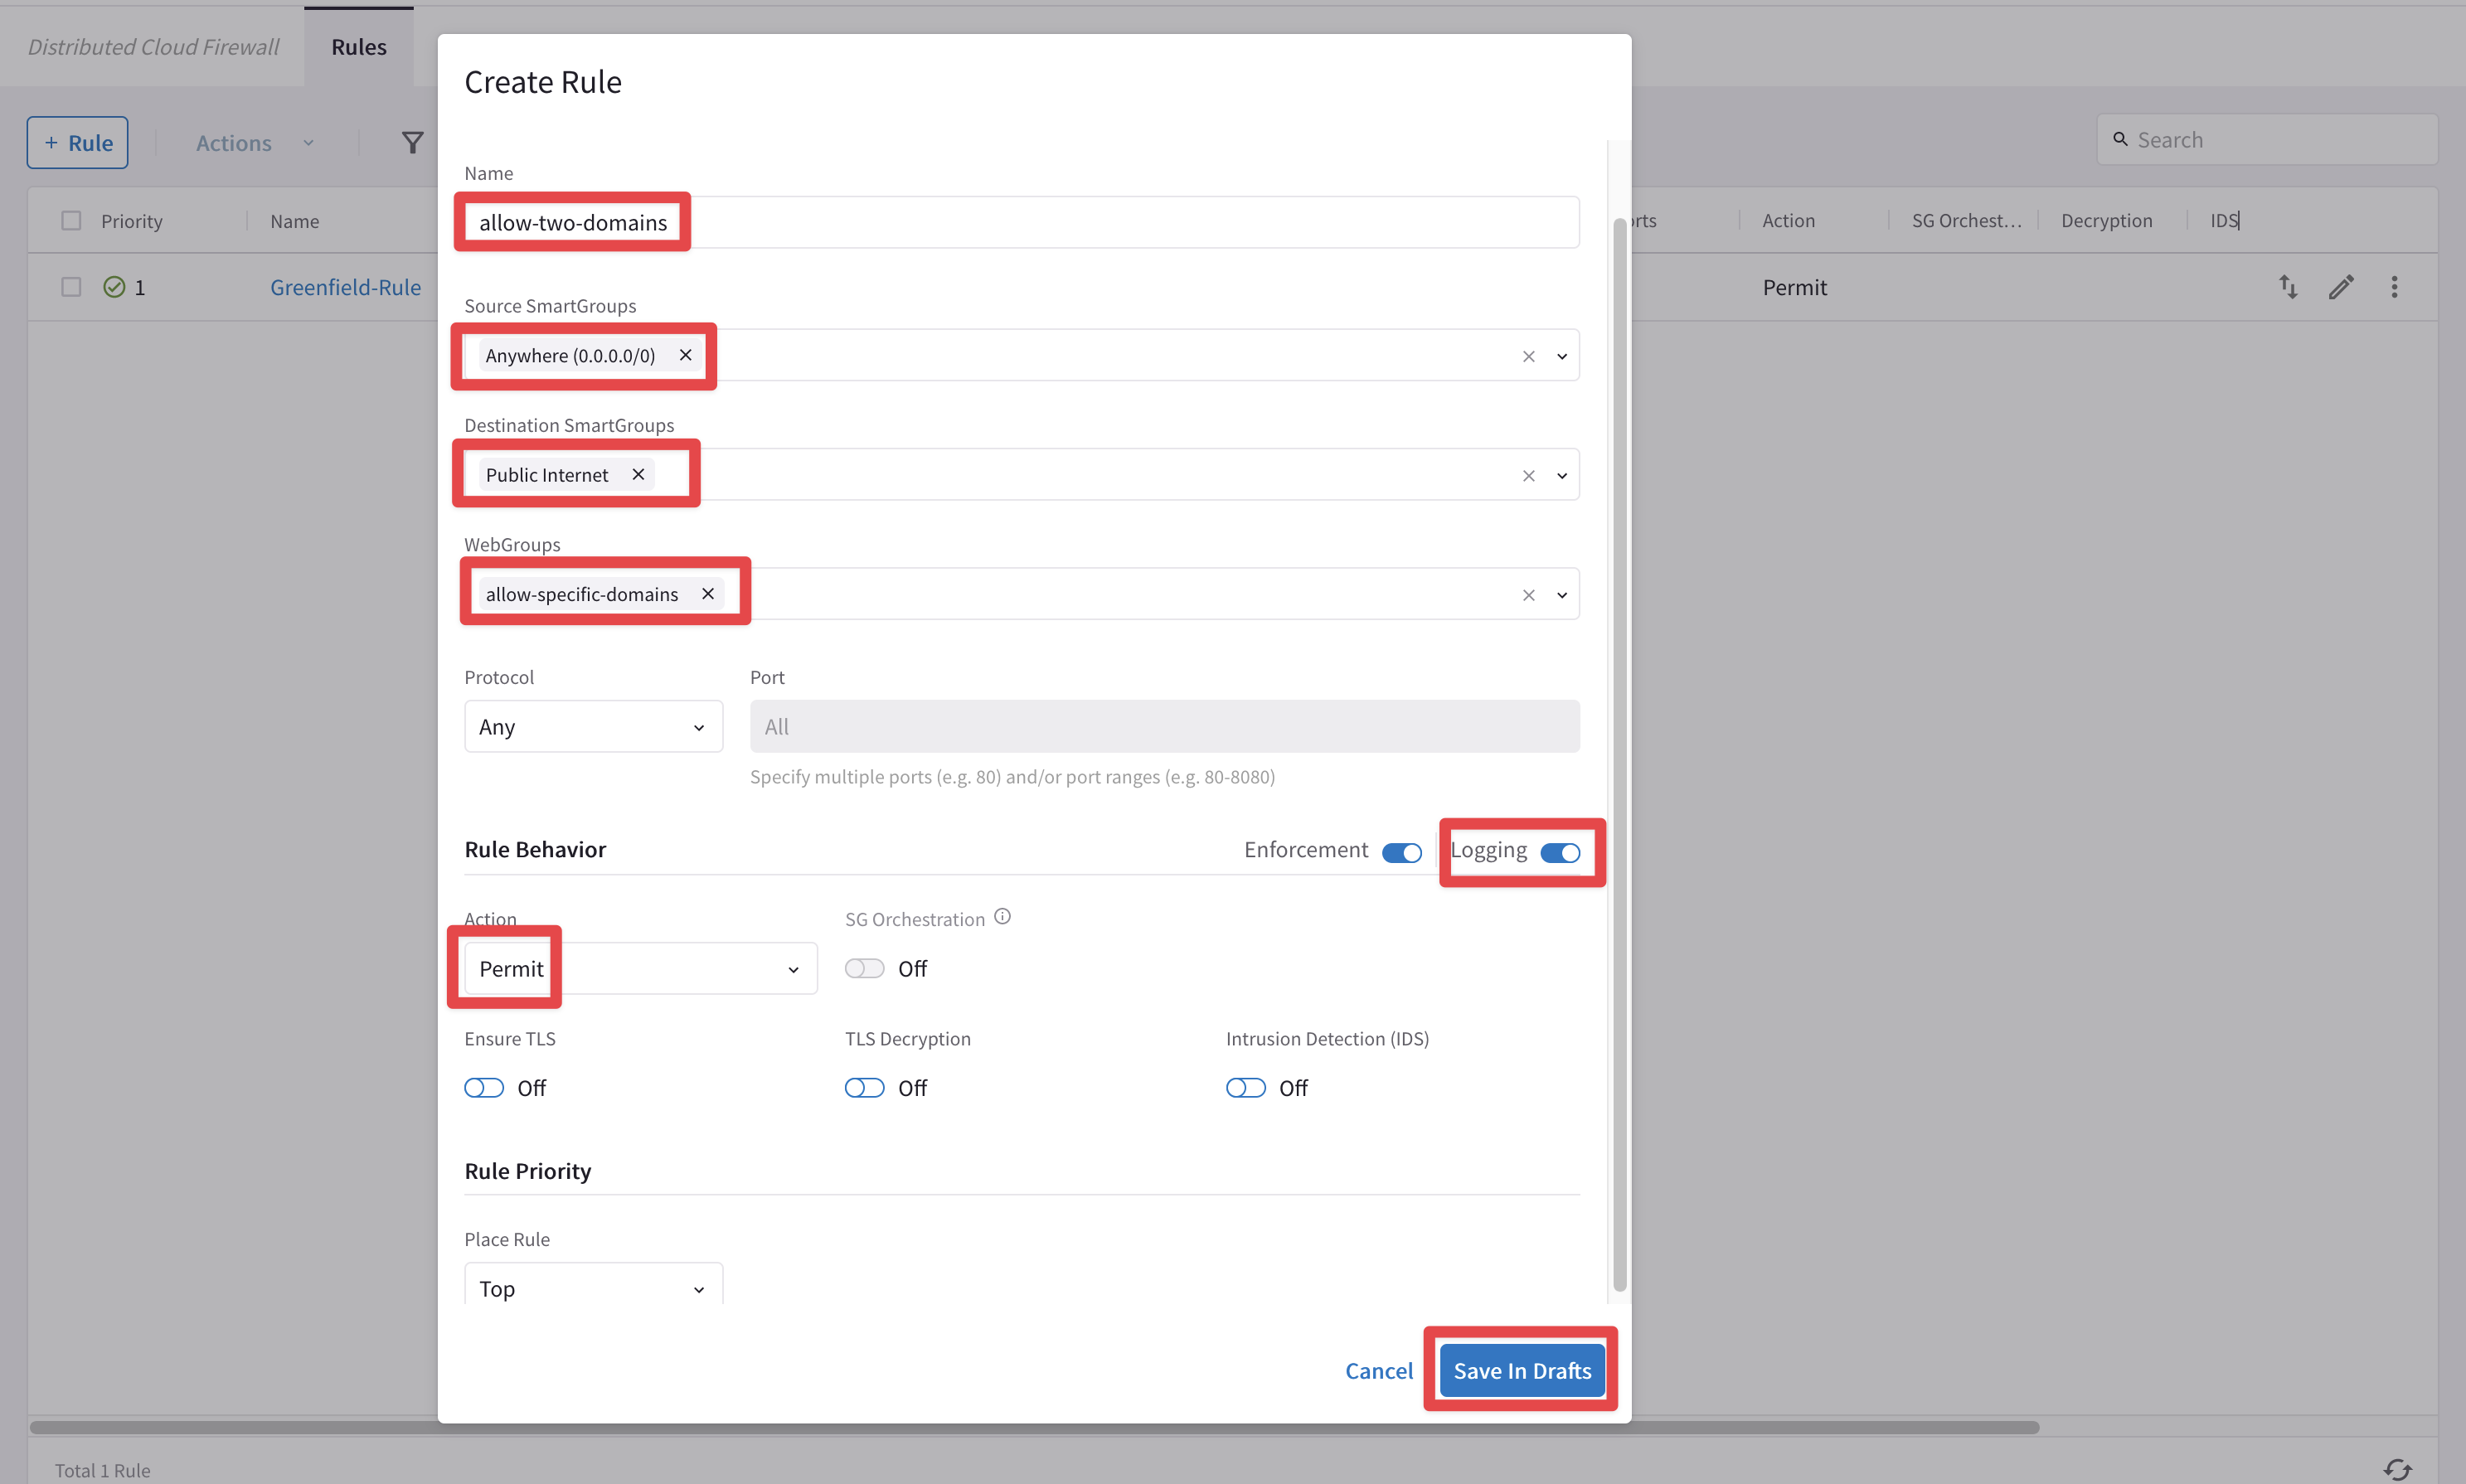 Distributed Cloud Firewall
Rules
+ Rule
Actions
Search
Priority
Name
Action
SG Orchest...
Decryption
IDS
1
Greenfield-Rule
Permit
Create Rule
Name
allow-two-domains
Source SmartGroups
Anywhere (0.0.0.0/0)
Destination SmartGroups
Public Internet
WebGroups
allow-specific-domains
Protocol
Port
Any
All
Specify multiple ports (e.g. 80) and/or port ranges (e.g. 80-8080)
Rule Behavior
Enforcement
Logging
Action
SG Orchestration
Permit
Off
Ensure TLS
TLS Decryption
Intrusion Detection (IDS)
Off
Off
Off
Rule Priority
Place Rule
Top
Cancel
Save In Drafts
Total 1 Rule